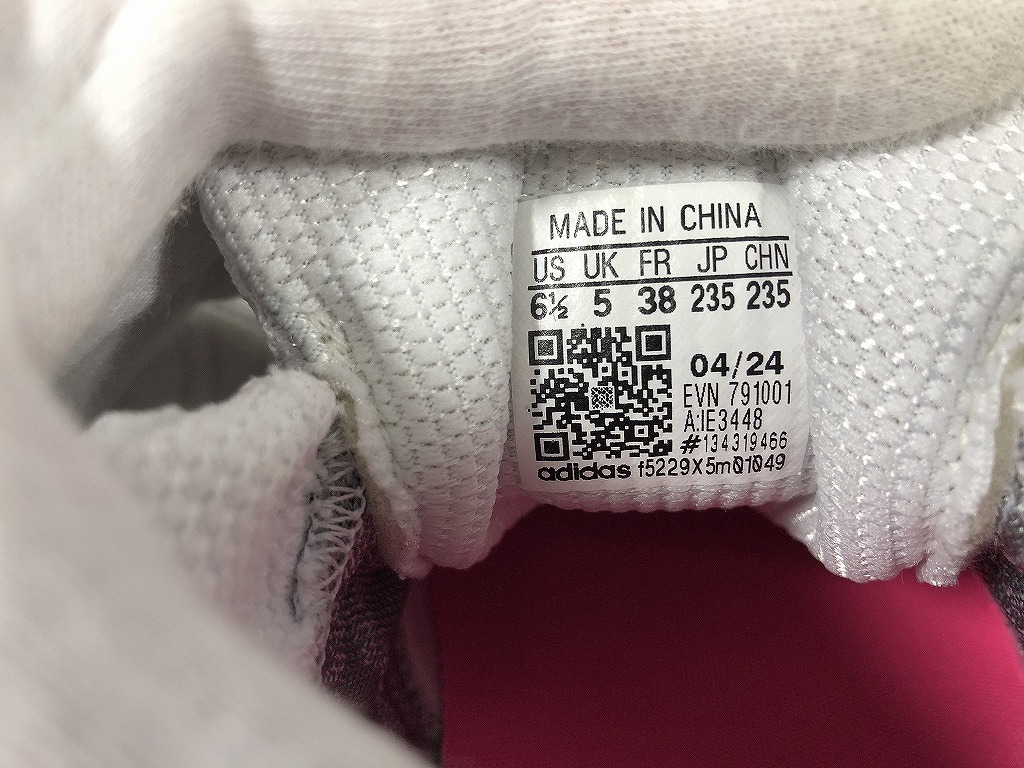 MADE IN CHINA
US UK FR JP CHN
6½ 5 38 235 235
04/24
EVN 791001
A:IE3448
#134319466
adidas f5229X5m01049